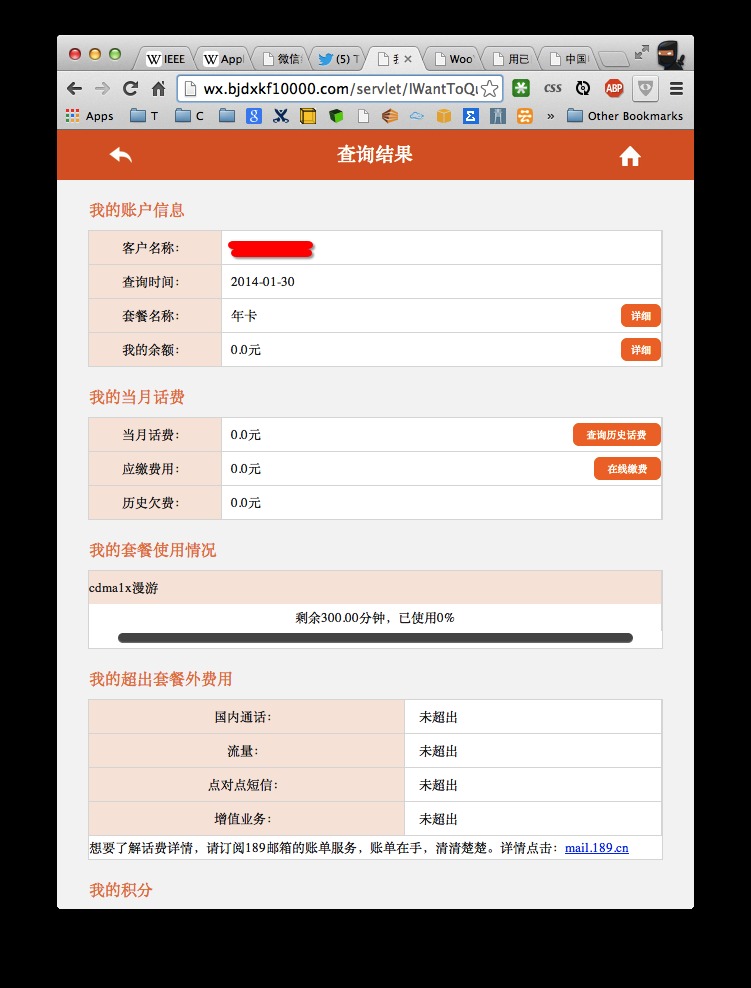 IEEE
Appl
微信
(5) T
Woo
用已
中国
wx.bjdxkf10000.com/servlet/IWantToQu
CSS
ABP
Apps
T
C
8
Σ
»
Other Bookmarks
查询结果
我的账户信息
客户名称：
查询时间： 2014-01-30
套餐名称： 年卡 详细
我的余额： 0.0元 详细
我的当月话费
当月话费： 0.0元 查询历史话费
应缴费用： 0.0元 在线缴费
历史欠费： 0.0元
我的套餐使用情况
cdma1x漫游
剩余300.00分钟，已使用0%
我的超出套餐外费用
国内通话： 未超出
流量： 未超出
点对点短信： 未超出
增值业务： 未超出
想要了解话费详情，请订阅189邮箱的账单服务，账单在手，清清楚楚。详情点击：mail.189.cn
我的积分